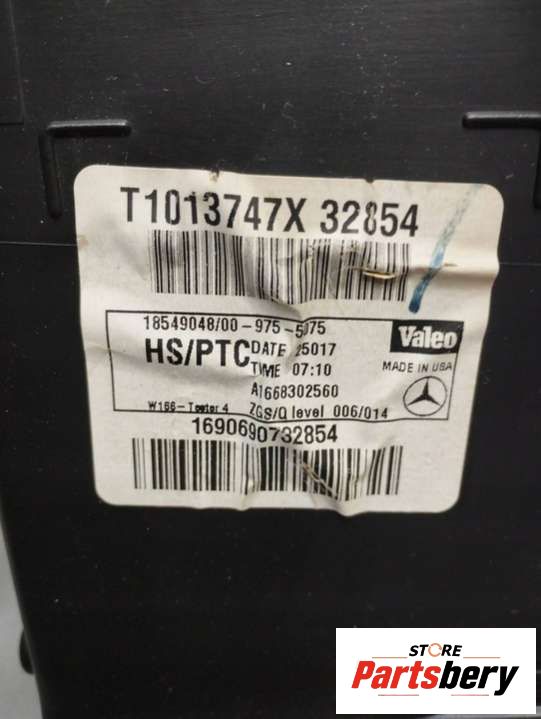 T1013747X 32854
18549048/00-975-5075
HS/PTC DATE 25017
TIME 07:10
A1668302560
W166-Tester 4 ZGS/Q level 006/014
Valeo
MADE IN USA
1690690732854
STORE
Partsbery